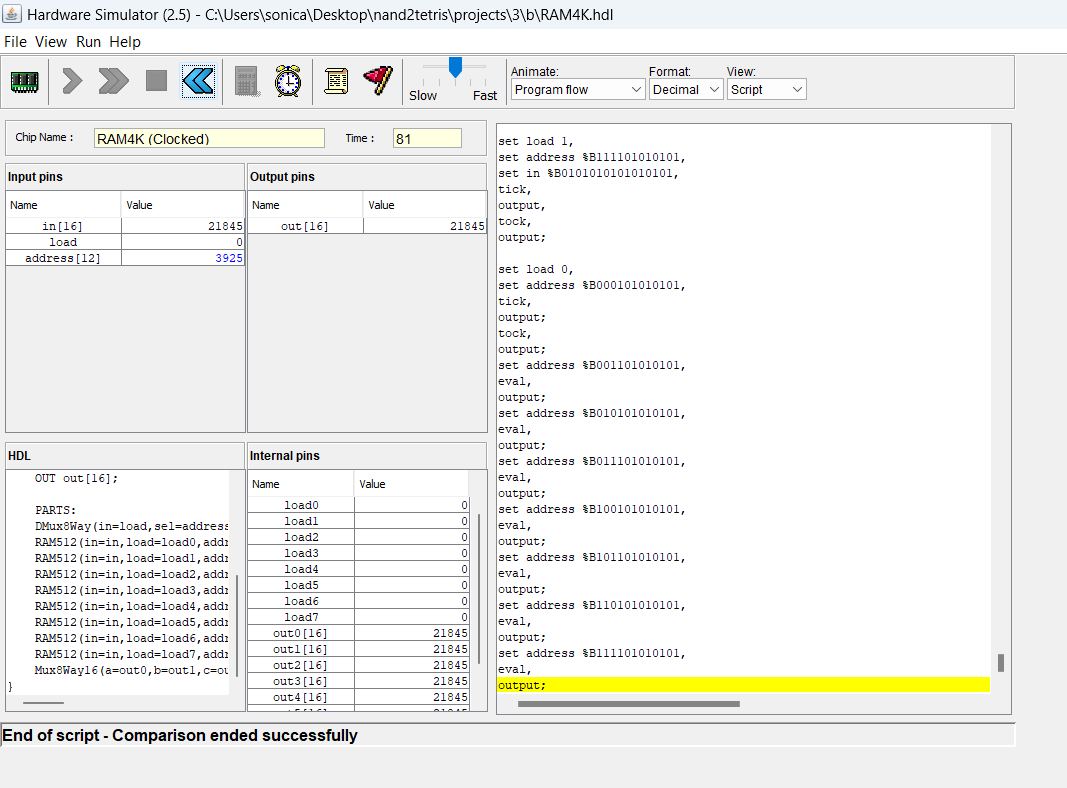 Hardware Simulator (2.5) - C:\Users\sonica\Desktop\nand2tetris\projects\3\b\RAM4K.hdl
File View Run Help
Slow Fast
Animate: Format: View:
Program flow Decimal Script
Chip Name : RAM4K (Clocked) Time : 81
Input pins
Name Value
in[16] 21845
load 0
address[12] 3925
Output pins
Name Value
out[16] 21845
HDL
OUT out[16];
PARTS:
DMux8Way(in=load,sel=address
RAM512(in=in,load=load0,addr
RAM512(in=in,load=load1,addr
RAM512(in=in,load=load2,addr
RAM512(in=in,load=load3,addr
RAM512(in=in,load=load4,addr
RAM512(in=in,load=load5,addr
RAM512(in=in,load=load6,addr
RAM512(in=in,load=load7,addr
Mux8Way16(a=out0,b=out1,c=ou
}
Internal pins
Name Value
load0 0
load1 0
load2 0
load3 0
load4 0
load5 0
load6 0
load7 0
out0[16] 21845
out1[16] 21845
out2[16] 21845
out3[16] 21845
out4[16] 21845
set load 1,
set address %B111101010101,
set in %B0101010101010101,
tick,
output,
tock,
output;
set load 0,
set address %B000101010101,
tick,
output;
tock,
output;
set address %B001101010101,
eval,
output;
set address %B010101010101,
eval,
output;
set address %B011101010101,
eval,
output;
set address %B100101010101,
eval,
output;
set address %B101101010101,
eval,
output;
set address %B110101010101,
eval,
output;
set address %B111101010101,
eval,
output;
End of script - Comparison ended successfully